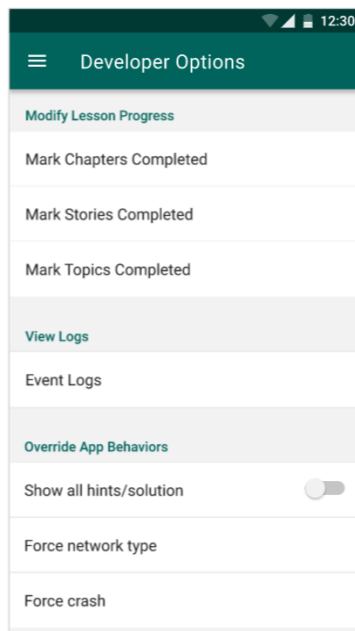 12:30
Developer Options
Modify Lesson Progress
Mark Chapters Completed
Mark Stories Completed
Mark Topics Completed
View Logs
Event Logs
Override App Behaviors
Show all hints/solution
Force network type
Force crash